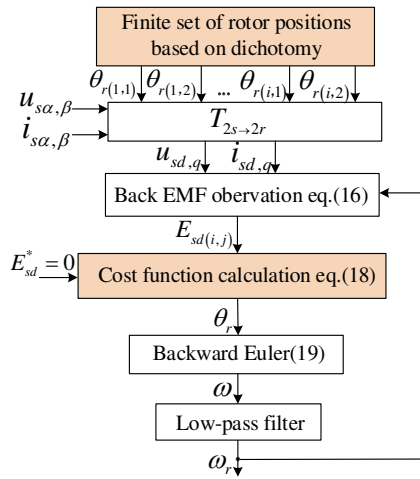 Finite set of rotor positions
based on dichotomy
θr(1,1) θr(1,2) ... θr(i,1) θr(i,2)
usα,β
isα,β
T2s→2r
usd,q isd,q
Back EMF obervation eq.(16)
Esd(i,j)
E*sd = 0
Cost function calculation eq.(18)
θr
Backward Euler(19)
ω
Low-pass filter
ωr